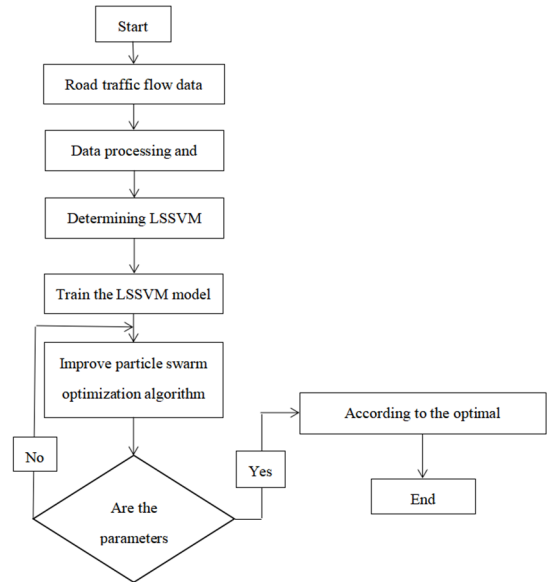 Start
Road traffic flow data
Data processing and
Determining LSSVM
Train the LSSVM model
Improve particle swarm
optimization algorithm
No
Are the
parameters
Yes
According to the optimal
End